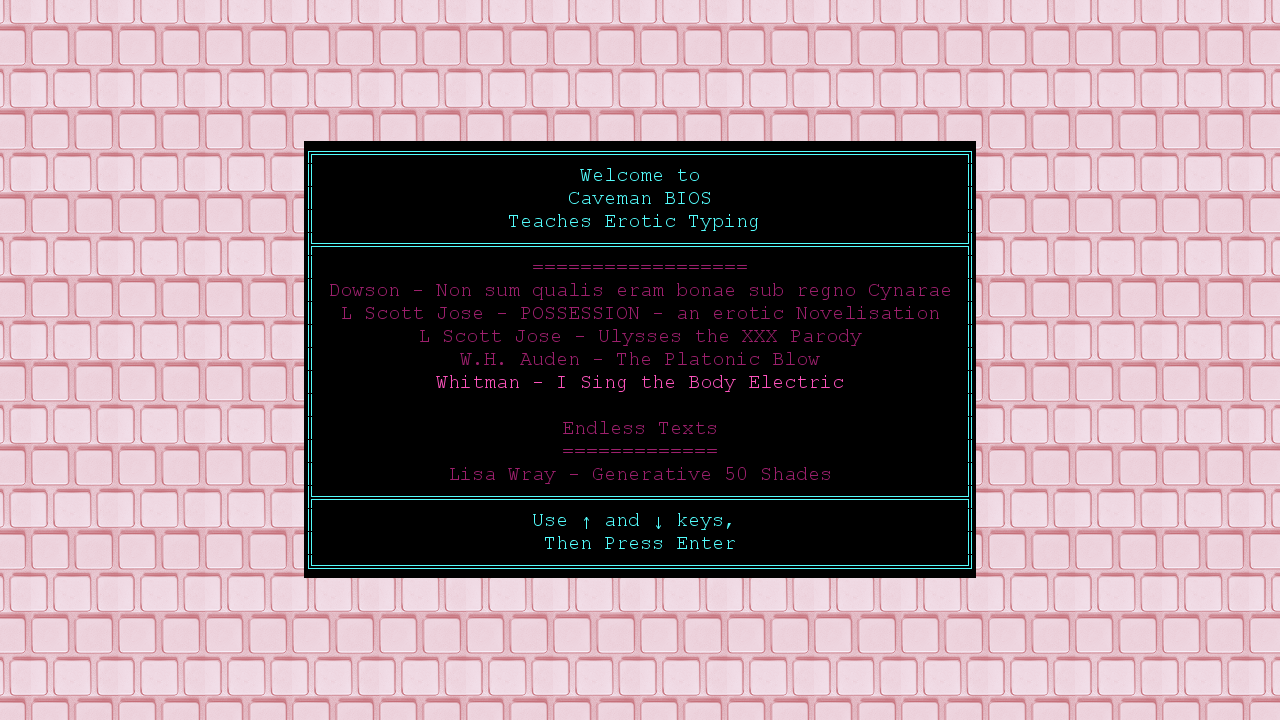 Welcome to
Caveman BIOS
Teaches Erotic Typing
==================
Dowson - Non sum qualis eram bonae sub regno Cynarae
L Scott Jose - POSSESSION - an erotic Novelisation
L Scott Jose - Ulysses the XXX Parody
W.H. Auden - The Platonic Blow
Whitman - I Sing the Body Electric
Endless Texts
=============
Lisa Wray - Generative 50 Shades
Use ↑ and ↓ keys,
Then Press Enter